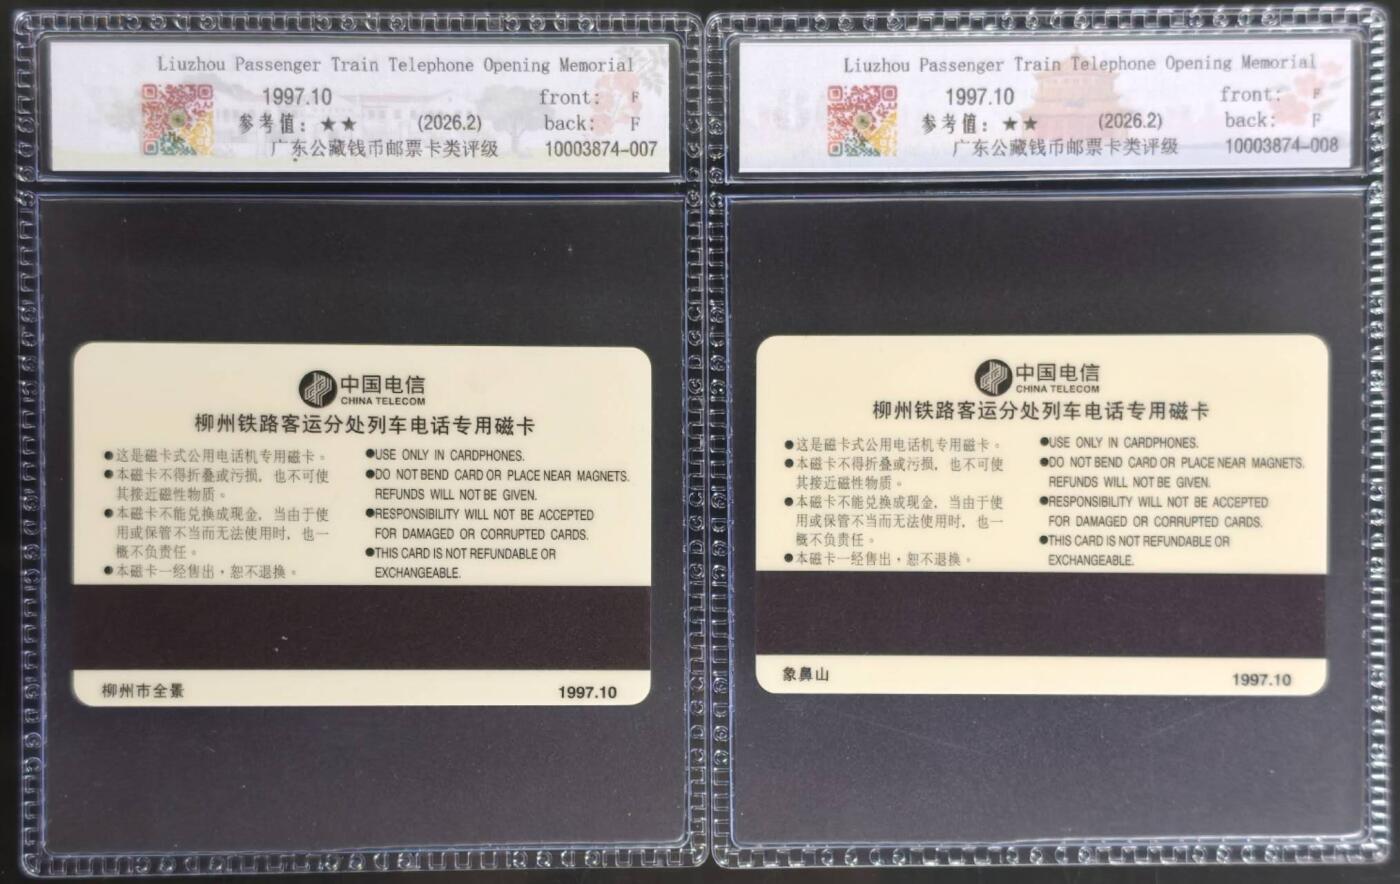 Liuzhou Passenger Train Telephone Opening Memorial
1997.10 front: F
参考值：★★ (2026.2) back: F
广东公藏钱币邮票卡类评级 10003874-007
中国电信
CHINA TELECOM
柳州铁路客运分处列车电话专用磁卡
●这是磁卡式公用电话机专用磁卡。
●本磁卡不得折叠或污损，也不可使
其接近磁性物质。
●本磁卡不能兑换成现金，当由于使
用或保管不当而无法使用时，也一
概不负责任。
●本磁卡一经售出，恕不退换。
●USE ONLY IN CARDPHONES.
●DO NOT BEND CARD OR PLACE NEAR MAGNETS.
REFUNDS WILL NOT BE GIVEN.
●RESPONSIBILITY WILL NOT BE ACCEPTED
FOR DAMAGED OR CORRUPTED CARDS.
●THIS CARD IS NOT REFUNDABLE OR
EXCHANGEABLE.
柳州市全景 1997.10
Liuzhou Passenger Train Telephone Opening Memorial
1997.10 front: F
参考值：★★ (2026.2) back: F
广东公藏钱币邮票卡类评级 10003874-008
中国电信
CHINA TELECOM
柳州铁路客运分处列车电话专用磁卡
●这是磁卡式公用电话机专用磁卡。
●本磁卡不得折叠或污损，也不可使
其接近磁性物质。
●本磁卡不能兑换成现金，当由于使
用或保管不当而无法使用时，也一
概不负责任。
●本磁卡一经售出，恕不退换。
●USE ONLY IN CARDPHONES.
●DO NOT BEND CARD OR PLACE NEAR MAGNETS.
REFUNDS WILL NOT BE GIVEN.
●RESPONSIBILITY WILL NOT BE ACCEPTED
FOR DAMAGED OR CORRUPTED CARDS.
●THIS CARD IS NOT REFUNDABLE OR
EXCHANGEABLE.
象鼻山 1997.10